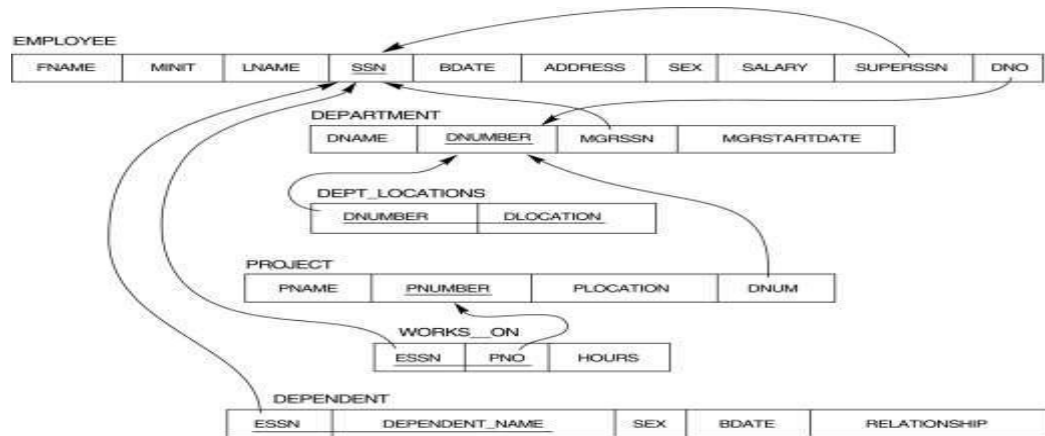 EMPLOYEE
FNAME MINIT LNAME SSN BDATE ADDRESS SEX SALARY SUPERSSN DNO
DEPARTMENT
DNAME DNUMBER MGRSSN MGRSTARTDATE
DEPT_LOCATIONS
DNUMBER DLOCATION
PROJECT
PNAME PNUMBER PLOCATION DNUM
WORKS__ON
ESSN PNO HOURS
DEPENDENT
ESSN DEPENDENT_NAME SEX BDATE RELATIONSHIP